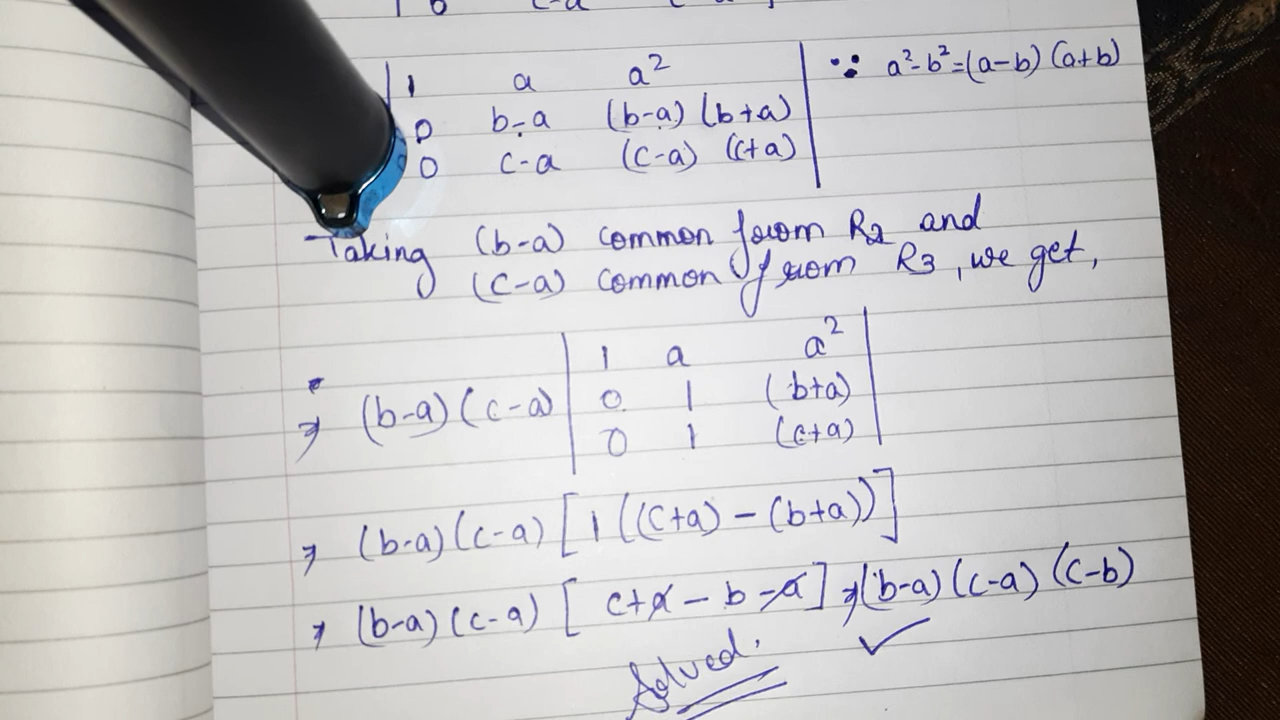 1 a a² ∵ a²-b²=(a-b) (a+b)
0 b-a (b-a) (b+a)
0 c-a (c-a) (c+a)
Taking (b-a) common from R2 and
(c-a) common from R3, we get,
1 a a²
⇒ (b-a)(c-a) 0 1 (b+a)
0 1 (c+a)
⇒ (b-a)(c-a) [1((c+a) - (b+a))]
⇒ (b-a)(c-a) [c+a - b - a] ⇒ (b-a)(c-a)(c-b)
Solved.